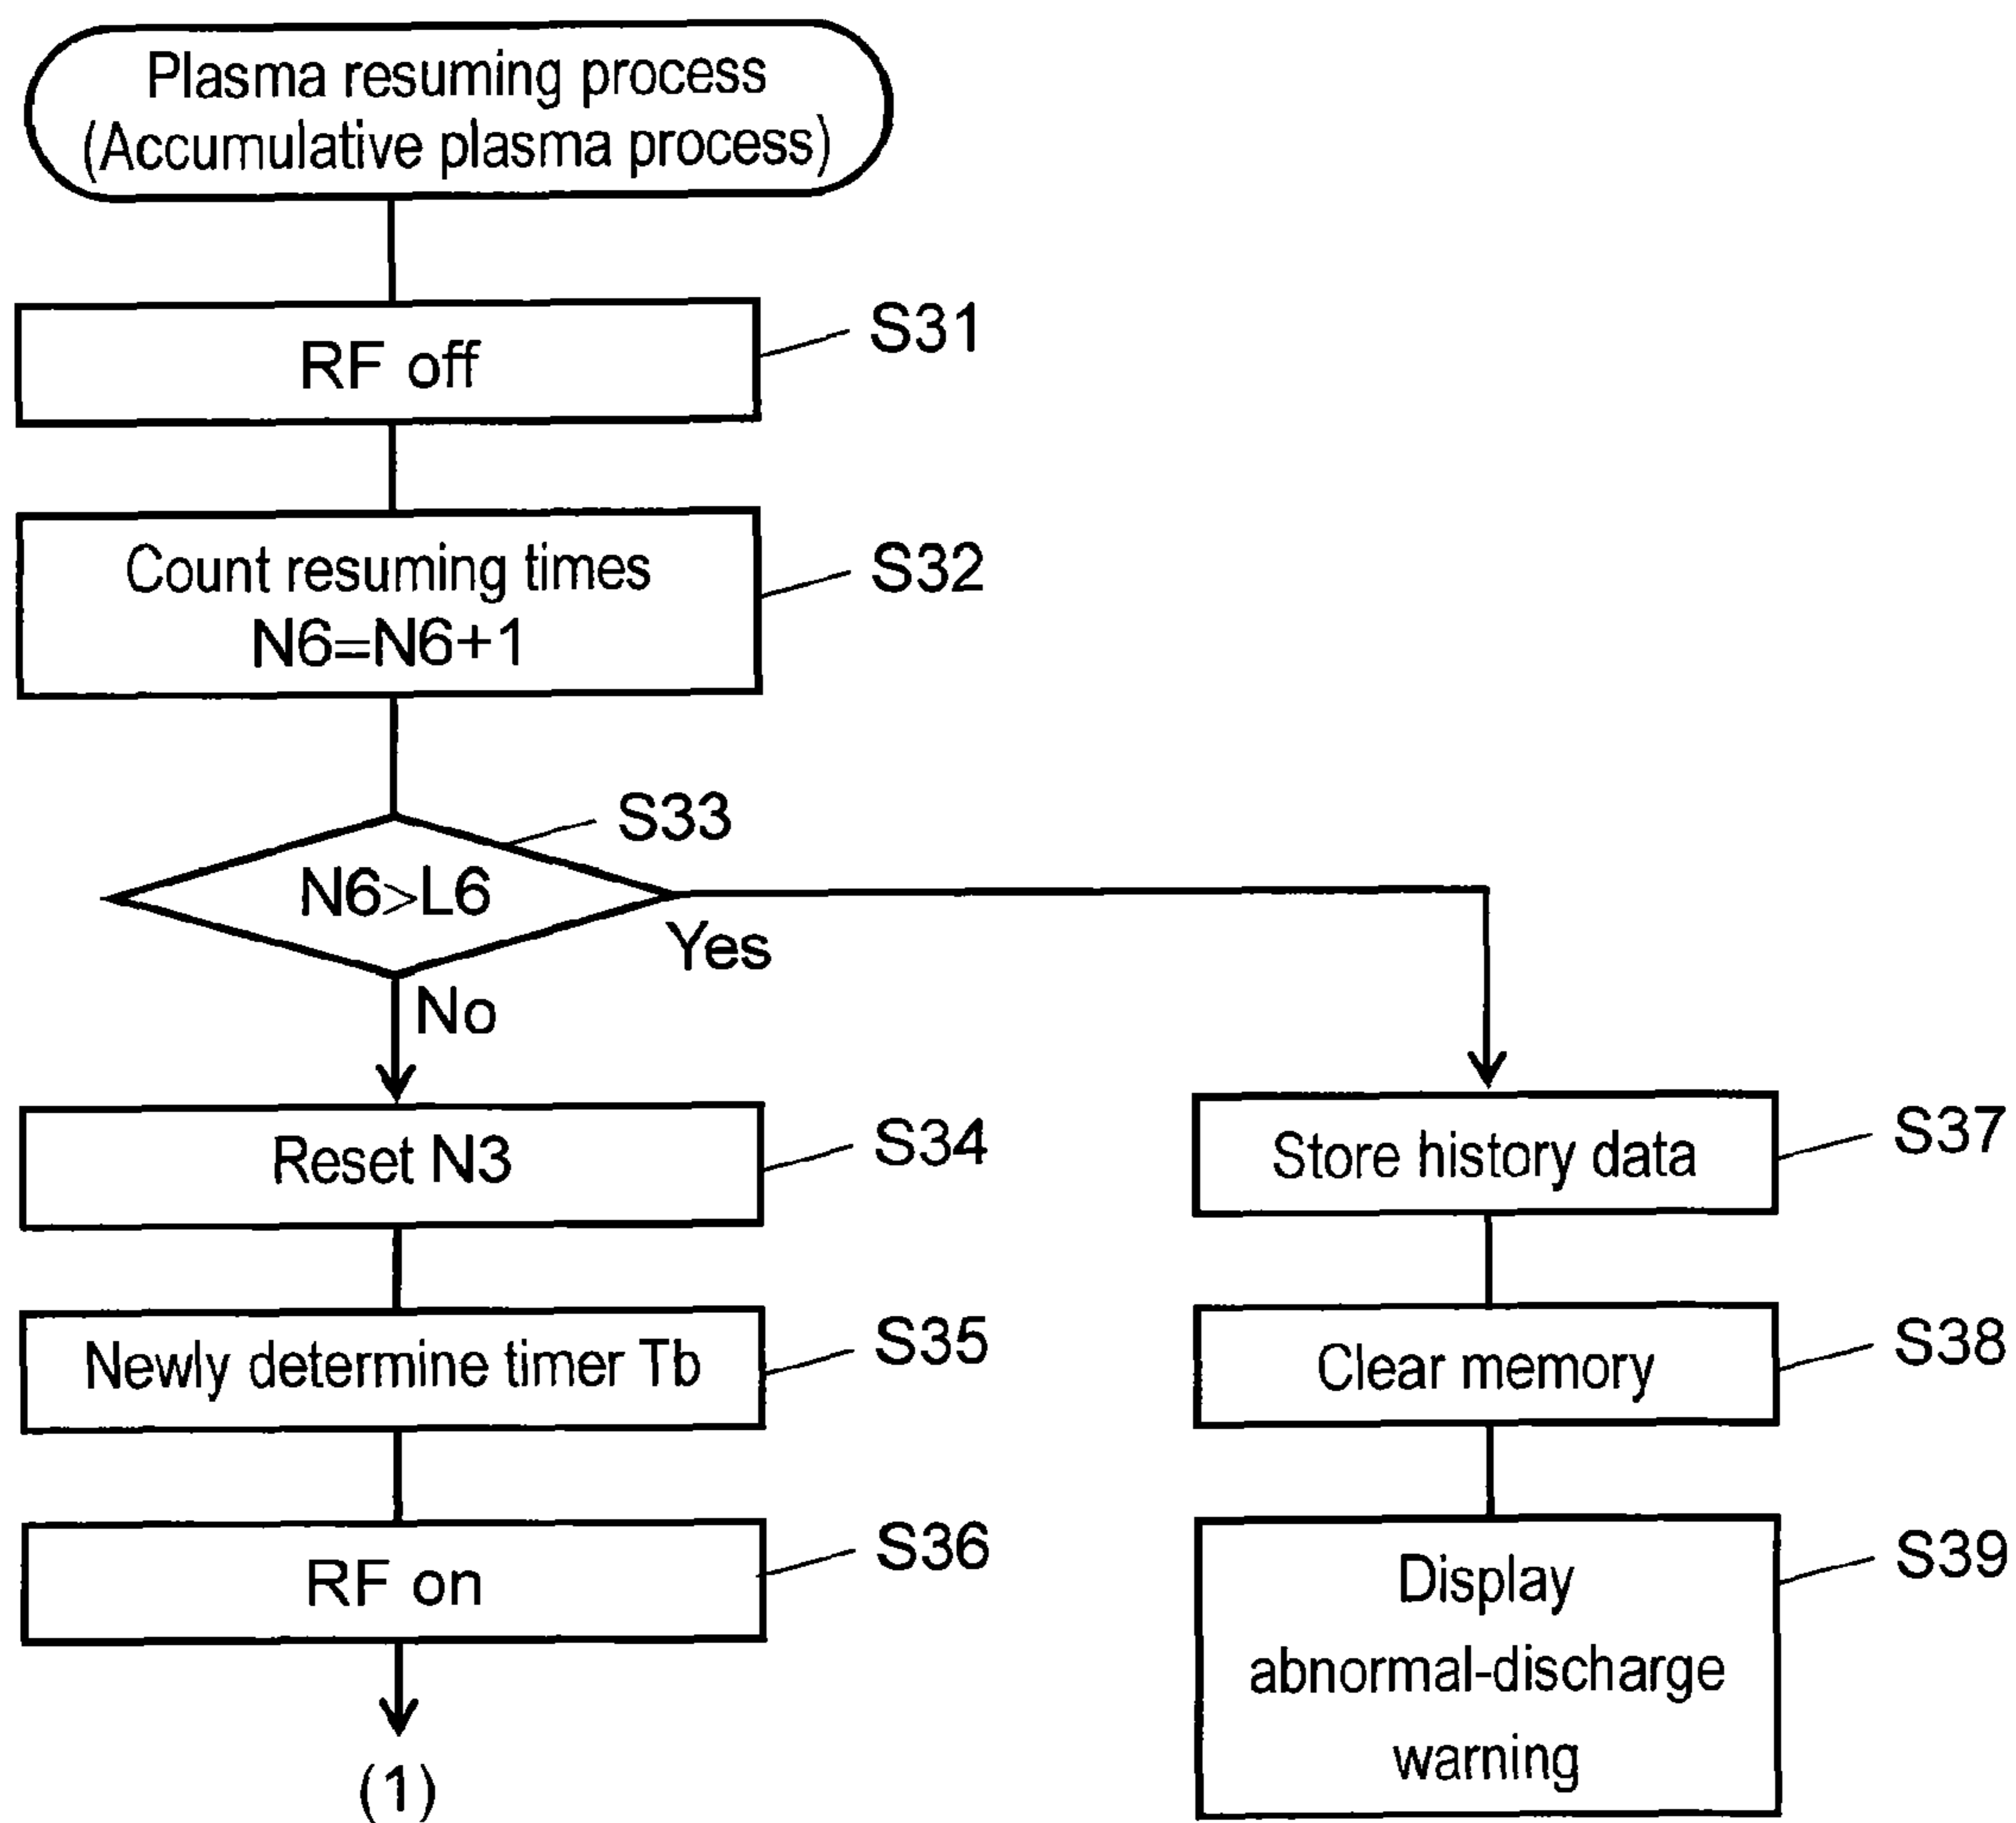 Plasma resuming process
(Accumulative plasma process)
RF off
S31
Count resuming times
N6=N6+1
S32
S33
N6>L6
Yes
No
Reset N3
S34
Newly determine timer Tb
S35
RF on
S36
(1)
Store history data
S37
Clear memory
S38
Display
abnormal-discharge
warning
S39